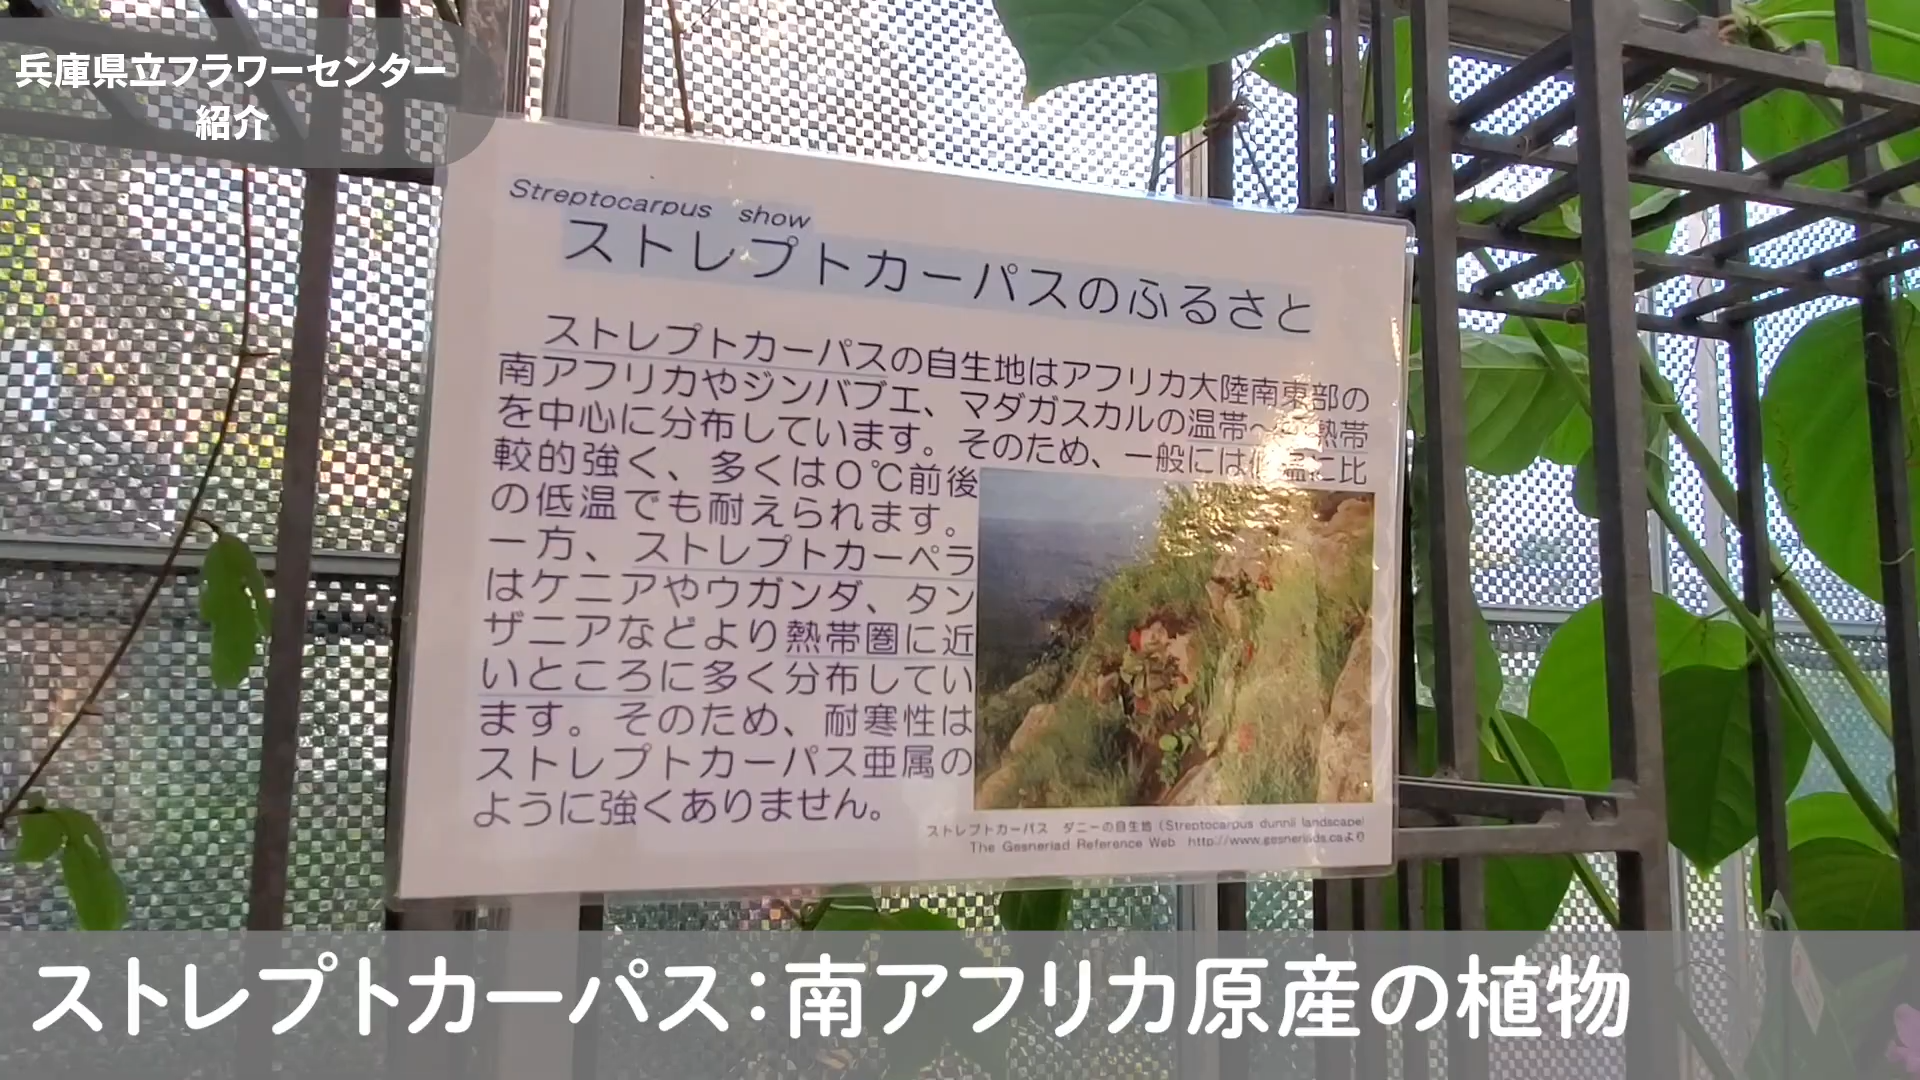 兵庫県立フラワーセンター
紹介
Streptocarpus show
ストレプトカーパスのふるさと
ストレプトカーパスの自生地はアフリカ大陸南東部の
南アフリカやジンバブエ、マダガスカルの温帯～ 熱帯
を中心に分布しています。そのため、一般には低温に比
較的強く、多くは0℃前後
の低温でも耐えられます。
一方、ストレプトカーペラ
はケニアやウガンダ、タン
ザニアなどより熱帯圏に近
いところに多く分布してい
ます。そのため、耐寒性は
ストレプトカーパス亜属の
ように強くありません。
ストレプトカーパス ダニーの自生地 (Streptocarpus dunnii landscape)
The Gesneriad Reference Web http://www.gesneriads.caより
ストレプトカーパス：南アフリカ原産の植物